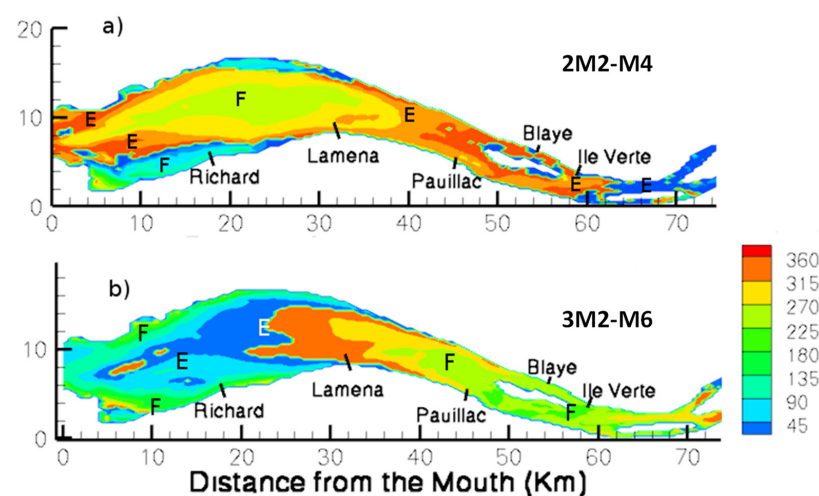 a)
2M2-M4
20
10
0
E
E
F
F
E
E
E
Richard
Lamena
Pauillac
Blaye
Ile Verte
0 10 20 30 40 50 60 70
b)
3M2-M6
10
0
F
E
E
F
F
F
Richard
Lamena
Pauillac
Blaye
Ile Verte
0 10 20 30 40 50 60 70
Distance from the Mouth (Km)
360
315
270
225
180
135
90
45